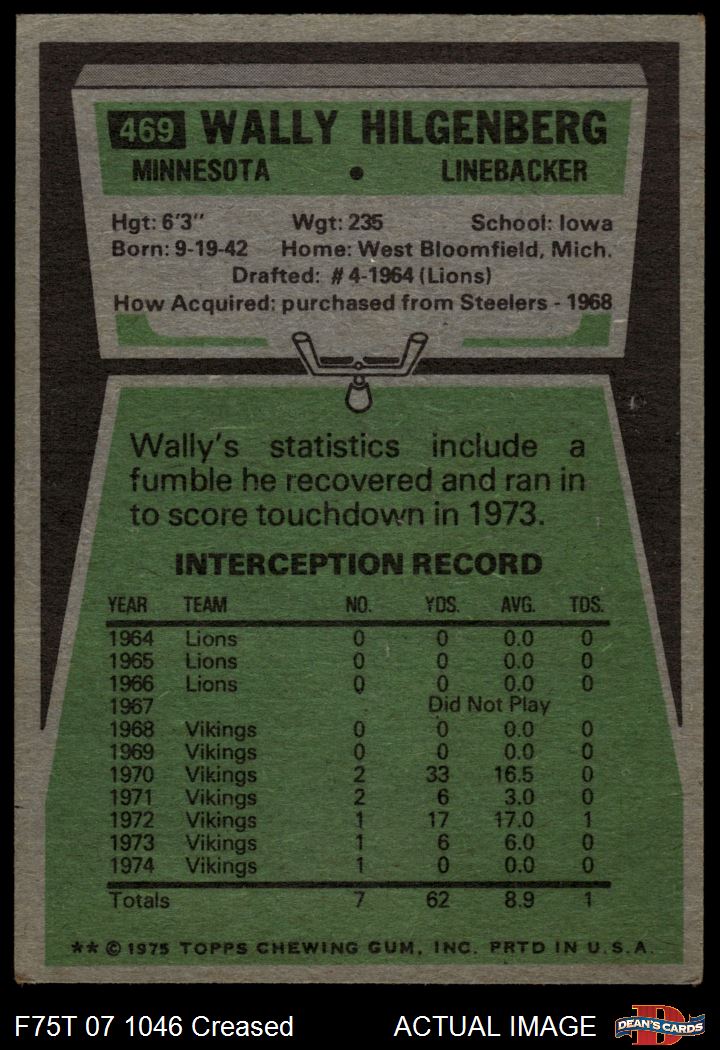 469 WALLY HILGENBERG
MINNESOTA • LINEBACKER
Hgt: 6'3" Wgt: 235 School: Iowa
Born: 9-19-42 Home: West Bloomfield, Mich.
Drafted: #4-1964 (Lions)
How Acquired: purchased from Steelers - 1968
Wally's statistics include a
fumble he recovered and ran in
to score touchdown in 1973.
INTERCEPTION RECORD
YEAR TEAM NO. YDS. AVG. TDS.
1964 Lions 0 0 0.0 0
1965 Lions 0 0 0.0 0
1966 Lions 0 0 0.0 0
1967 Did Not Play
1968 Vikings 0 0 0.0 0
1969 Vikings 0 0 0.0 0
1970 Vikings 2 33 16.5 0
1971 Vikings 2 6 3.0 0
1972 Vikings 1 17 17.0 1
1973 Vikings 1 6 6.0 0
1974 Vikings 1 0 0.0 0
Totals 7 62 8.9 1
** © 1975 TOPPS CHEWING GUM, INC. PRTD IN U.S.A.
F75T 07 1046 Creased ACTUAL IMAGE D DEAN'S CARDS